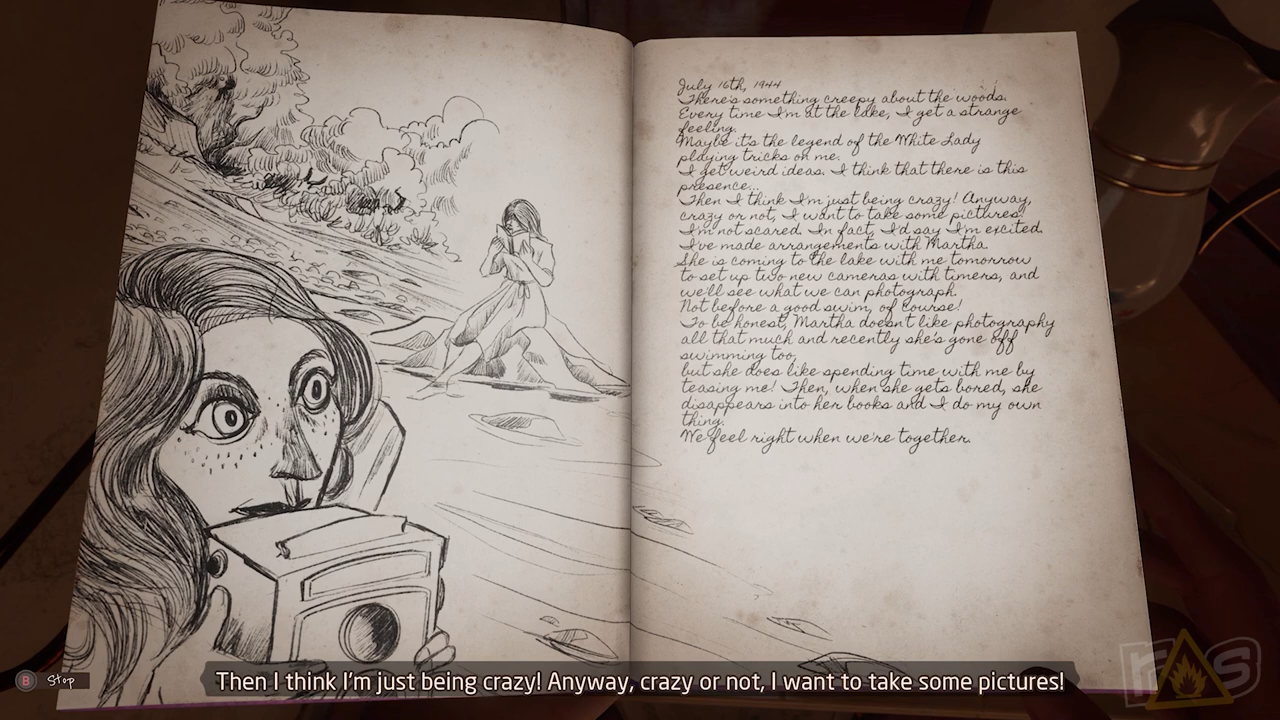 July 16th, 1944
There's something creepy about the woods.
Every time I'm at the lake, I get a strange
feeling.
Maybe it's the legend of the White Lady
playing tricks on me.
I get weird ideas. I think that there is this
presence...
Then I think I'm just being crazy! Anyway,
crazy or not, I want to take some pictures!
I'm not scared. In fact, I'd say I'm excited.
I've made arrangements with Martha.
She is coming to the lake with me tomorrow
to set up two new cameras with timers, and
we'll see what we can photograph.
Not before a good swim, of course!
To be honest, Martha doesn't like photography
all that much and recently she's gone off
swimming too,
but she does like spending time with me by
teasing me! Then, when she gets bored, she
disappears into her books and I do my own
thing.
We feel right when we're together.
B Stop
Then I think I'm just being crazy! Anyway, crazy or not, I want to take some pictures!